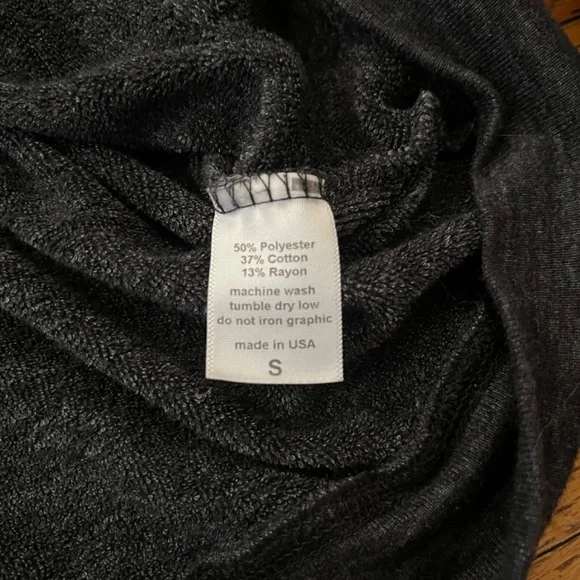 50% Polyester
37% Cotton
13% Rayon
machine wash
tumble dry low
do not iron graphic
made in USA
S